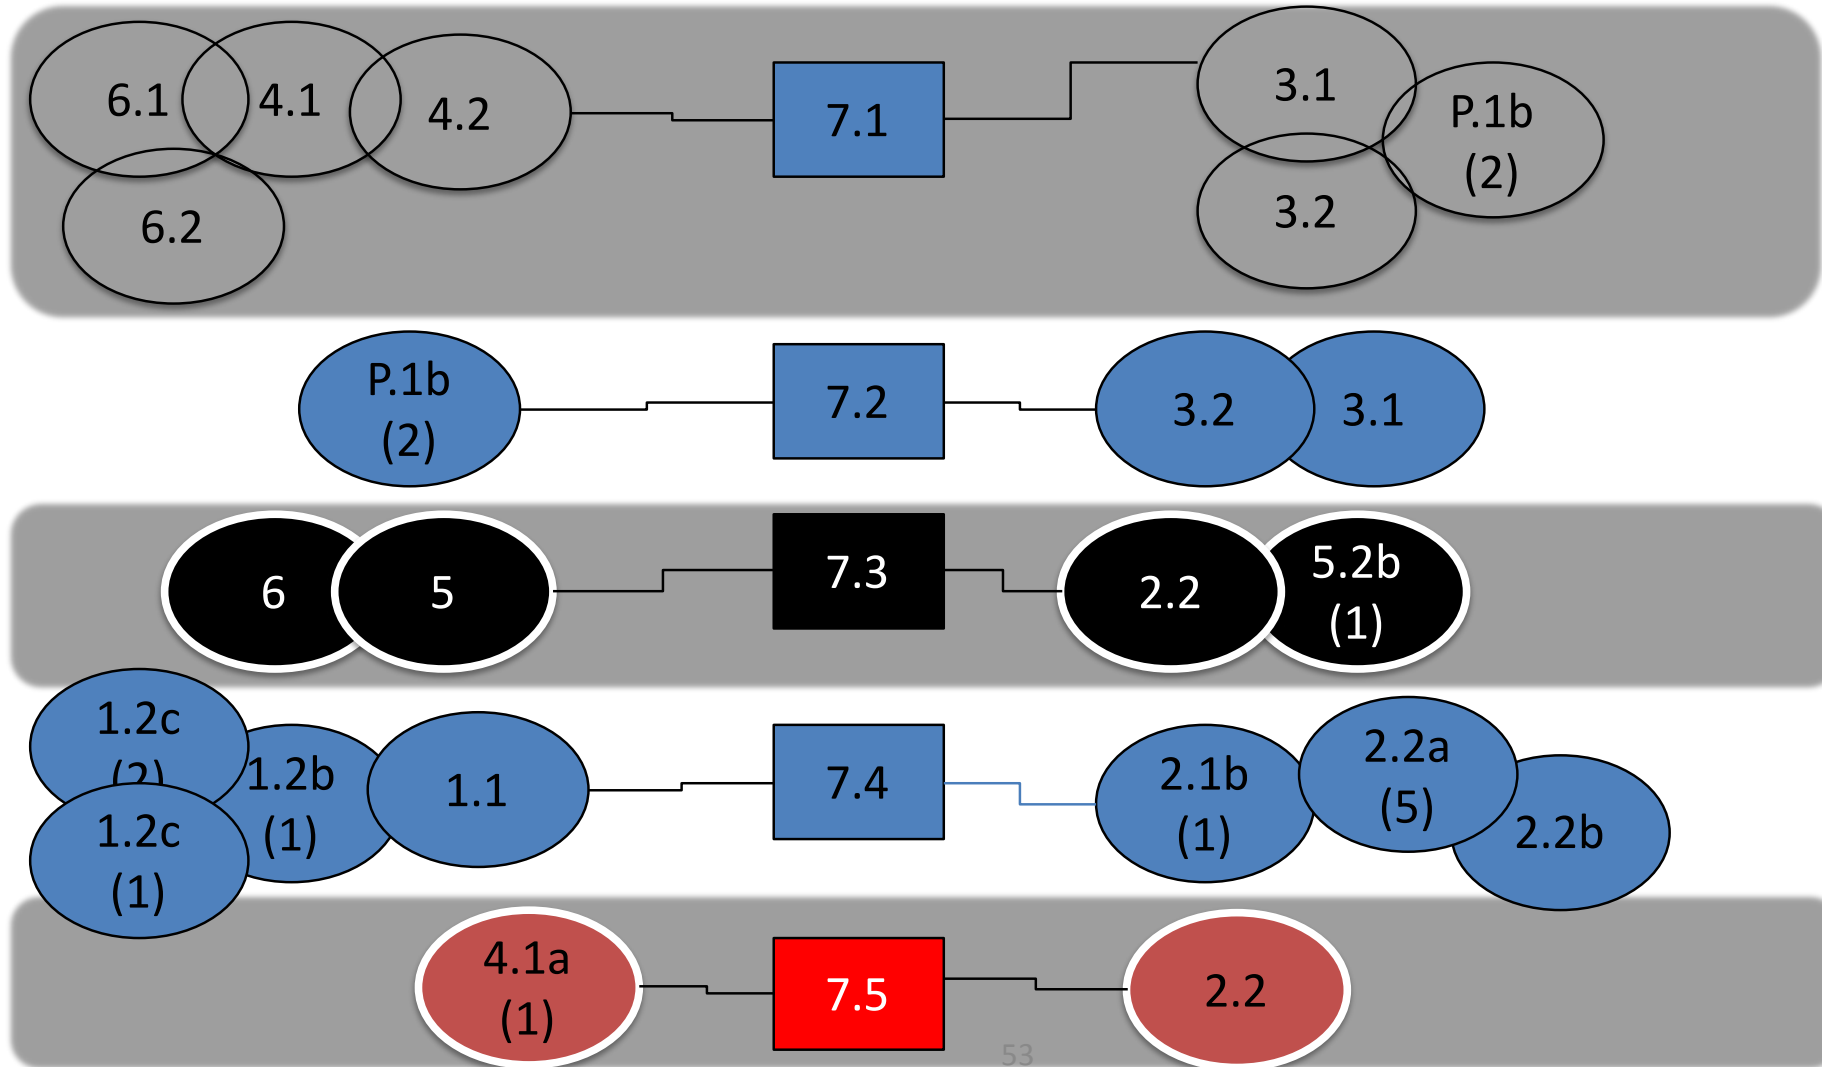 6.1
4.1
4.2
6.2
7.1
3.1
P.1b
(2)
3.2
P.1b
(2)
7.2
3.2
3.1
6
5
7.3
2.2
5.2b
(1)
1.2c
(2)
1.2c
(1)
1.2b
(1)
1.1
7.4
2.1b
(1)
2.2a
(5)
2.2b
4.1a
(1)
7.5
2.2
53